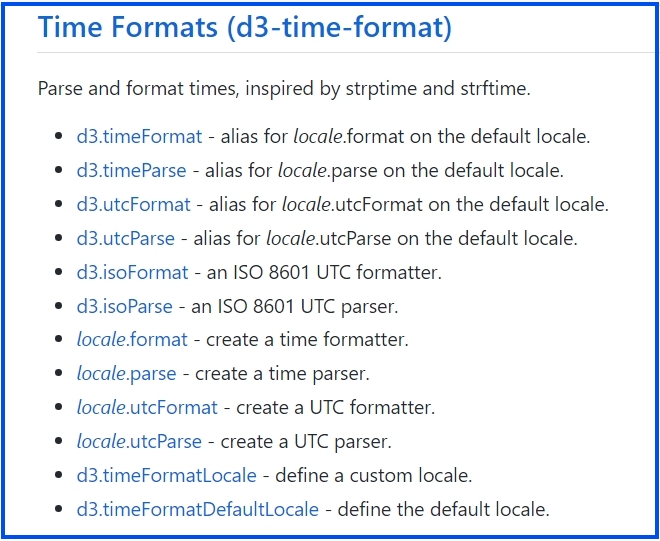 Time Formats (d3-time-format)
Parse and format times, inspired by strptime and strftime.
• d3.timeFormat - alias for locale.format on the default locale.
• d3.timeParse - alias for locale.parse on the default locale.
• d3.utcFormat - alias for locale.utcFormat on the default locale.
• d3.utcParse - alias for locale.utcParse on the default locale.
• d3.isoFormat - an ISO 8601 UTC formatter.
• d3.isoParse - an ISO 8601 UTC parser.
• locale.format - create a time formatter.
• locale.parse - create a time parser.
• locale.utcFormat - create a UTC formatter.
• locale.utcParse - create a UTC parser.
• d3.timeFormatLocale - define a custom locale.
• d3.timeFormatDefaultLocale - define the default locale.